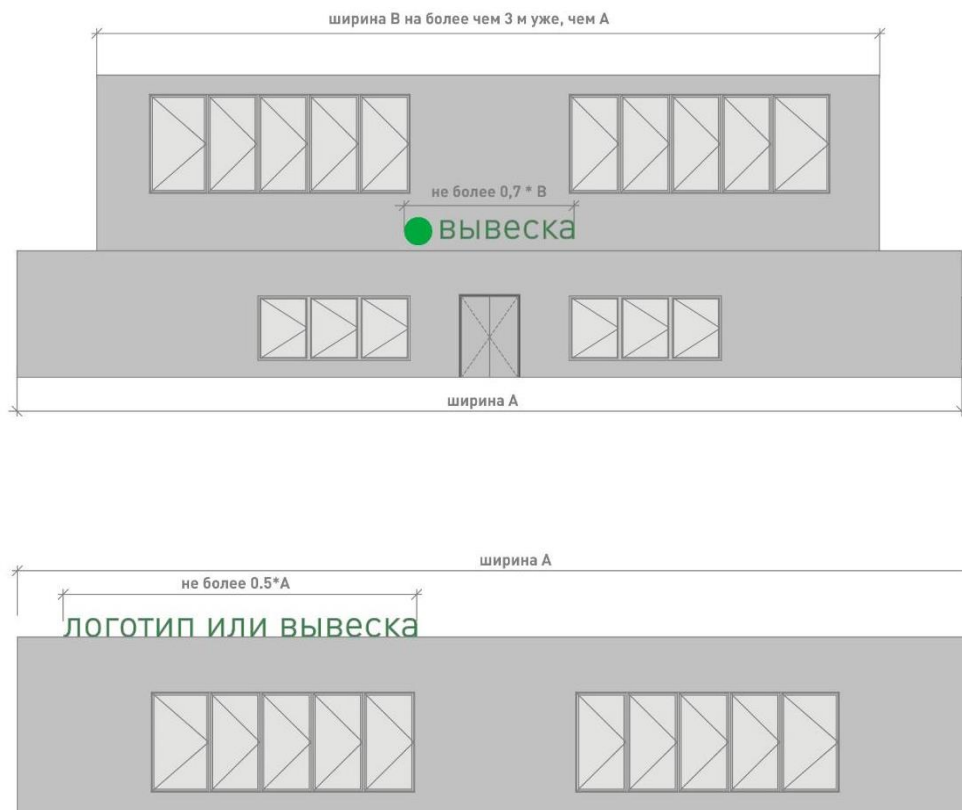 ширина B на более чем 3 м уже, чем A
не более 0,7 * B
вывеска
ширина A
ширина A
не более 0.5*A
логотип или вывеска